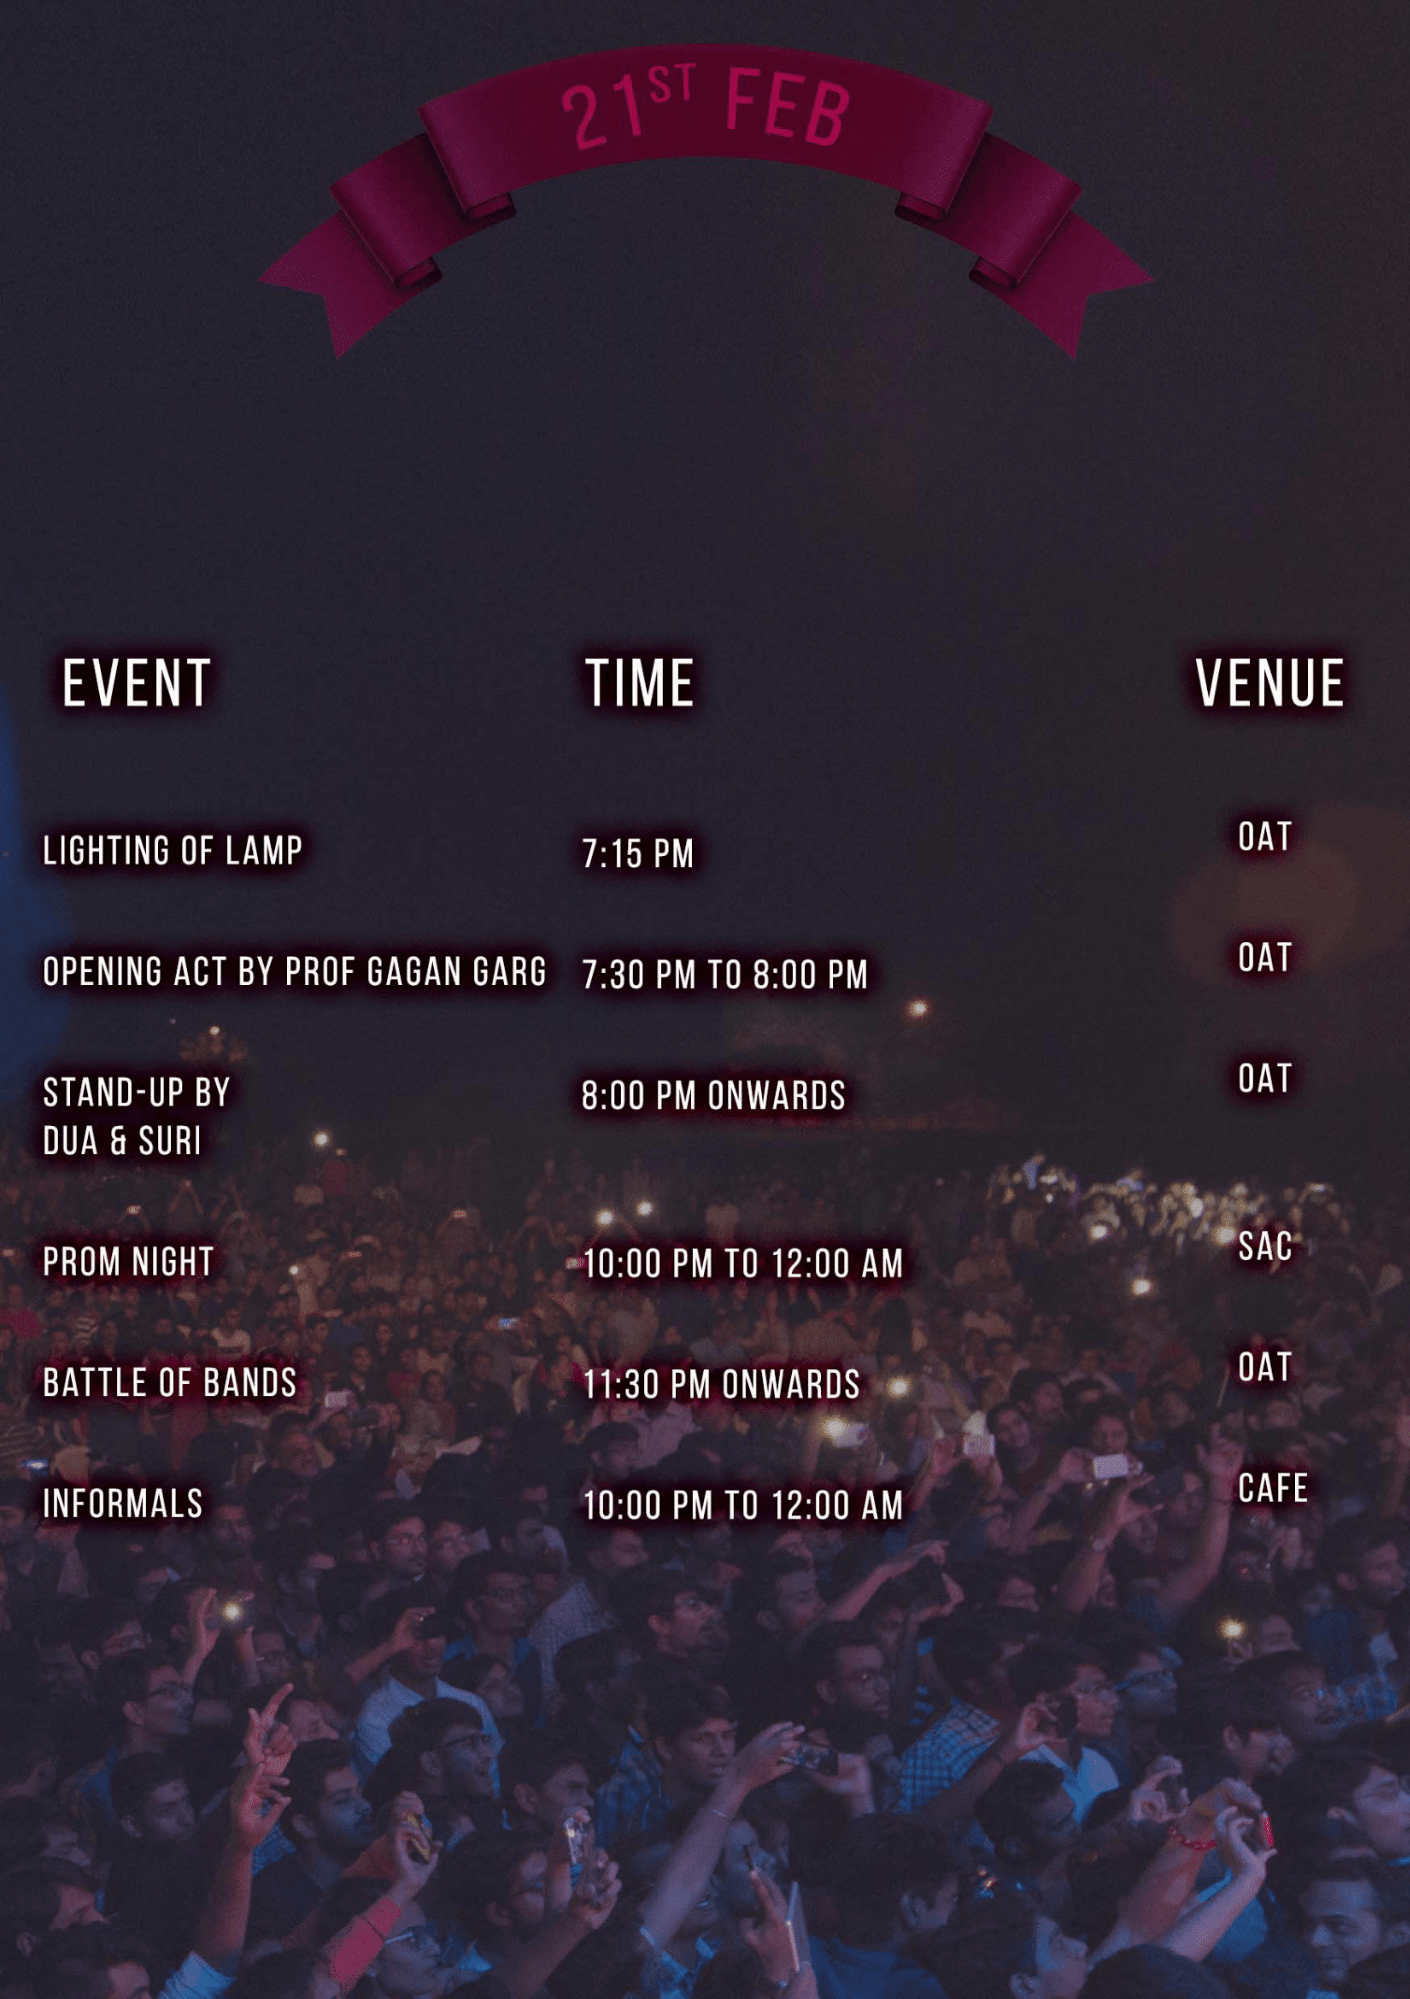 21ST FEB
EVENT TIME VENUE
LIGHTING OF LAMP 7:15 PM OAT
OPENING ACT BY PROF GAGAN GARG 7:30 PM TO 8:00 PM OAT
STAND-UP BY 8:00 PM ONWARDS OAT
DUA & SURI
PROM NIGHT 10:00 PM TO 12:00 AM SAC
BATTLE OF BANDS 11:30 PM ONWARDS OAT
INFORMALS 10:00 PM TO 12:00 AM CAFE